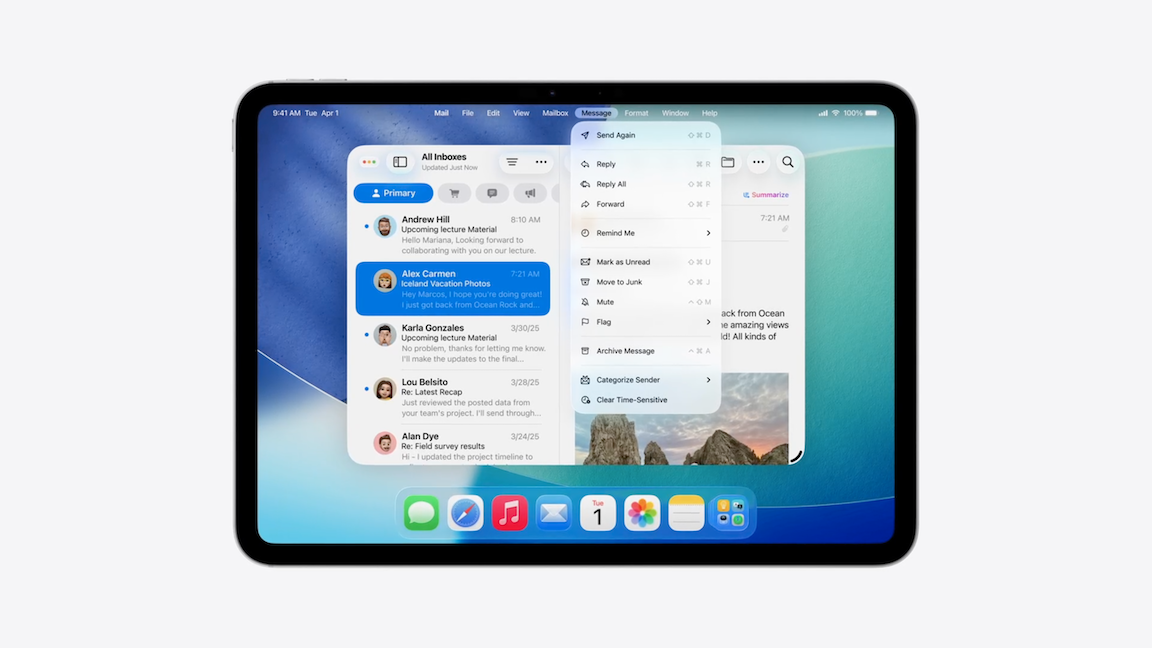 9:41 AM Tue Apr 1
Mail File Edit View Mailbox Message Format Window Help
100%
All Inboxes
Updated Just Now
Primary
Andrew Hill 8:10 AM
Upcoming lecture Material
Hello Mariana, Looking forward to
collaborating with you on our lecture.
Alex Carmen 7:21 AM
Iceland Vacation Photos
Hey Marcos, I hope you're doing great!
I just got back from Ocean Rock and...
Karla Gonzales 3/30/25
Upcoming lecture Material
No problem, thanks for letting me know.
I'll make the updates to the final...
Lou Belsito 3/28/25
Re: Latest Recap
Just reviewed the posted data from
your team's project. I'll send through...
Alan Dye 3/24/25
Re: Field survey results
Hi - I updated the project timeline to
Send Again ⇧ ⌘ D
Reply ⌘ R
Reply All ⇧ ⌘ R
Forward ⇧ ⌘ F
Remind Me
Mark as Unread ⇧ ⌘ U
Move to Junk ⇧ ⌘ J
Mute ^ ⇧ M
Flag
Archive Message ^ ⌘ A
Categorize Sender
Clear Time-Sensitive
Summarize
7:21 AM
ck from Ocean
e amazing views
d! All kinds of
Tue
1